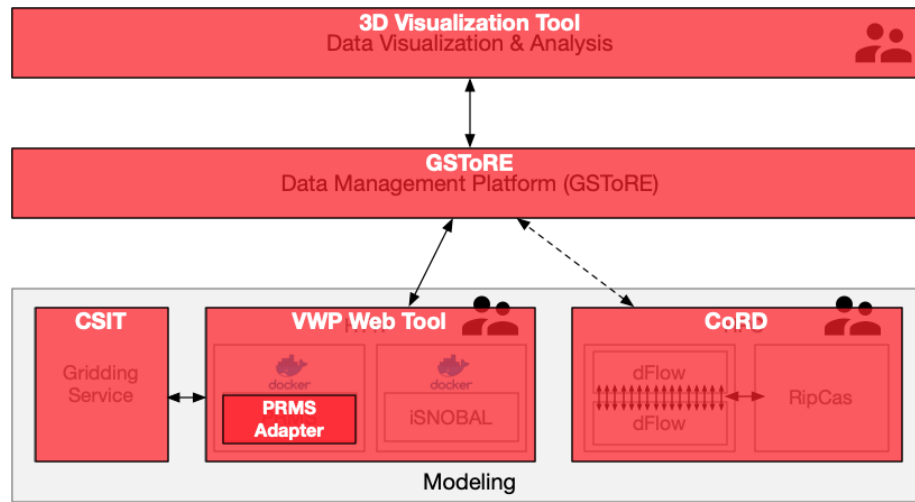 3D Visualization Tool
Data Visualization & Analysis
GSToRE
Data Management Platform (GSToRE)
CSIT
Gridding
Service
VWP Web Tool
docker
PRMS
Adapter
docker
iSNOBAL
CoRD
dFlow
dFlow
RipCas
Modeling